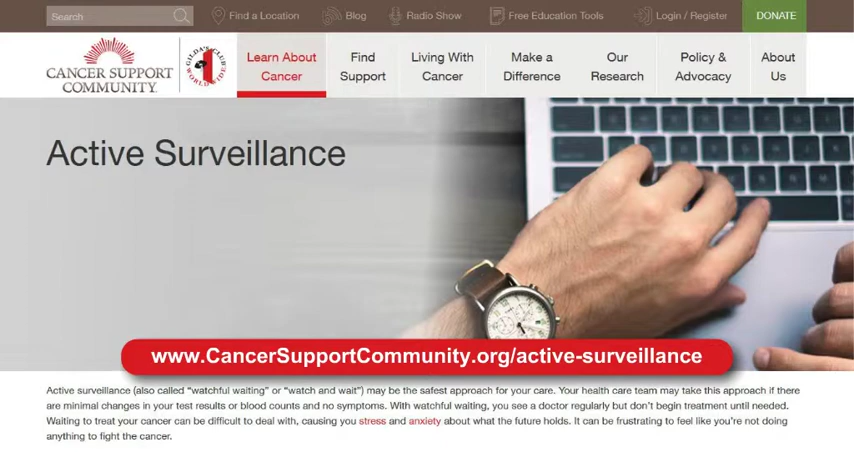 Search
Find a Location
Blog
Radio Show
Free Education Tools
Login / Register
DONATE
CANCER SUPPORT
COMMUNITY
GILDA'S CLUB
WORLDWIDE
Learn About
Cancer
Find
Support
Living With
Cancer
Make a
Difference
Our
Research
Policy &
Advocacy
About
Us
Active Surveillance
www.CancerSupportCommunity.org/active-surveillance
Active surveillance (also called “watchful waiting” or “watch and wait”) may be the safest approach for your care. Your health care team may take this approach if there
are minimal changes in your test results or blood counts and no symptoms. With watchful waiting, you see a doctor regularly but don’t begin treatment until needed.
Waiting to treat your cancer can be difficult to deal with, causing you stress and anxiety about what the future holds. It can be frustrating to feel like you’re not doing
anything to fight the cancer.